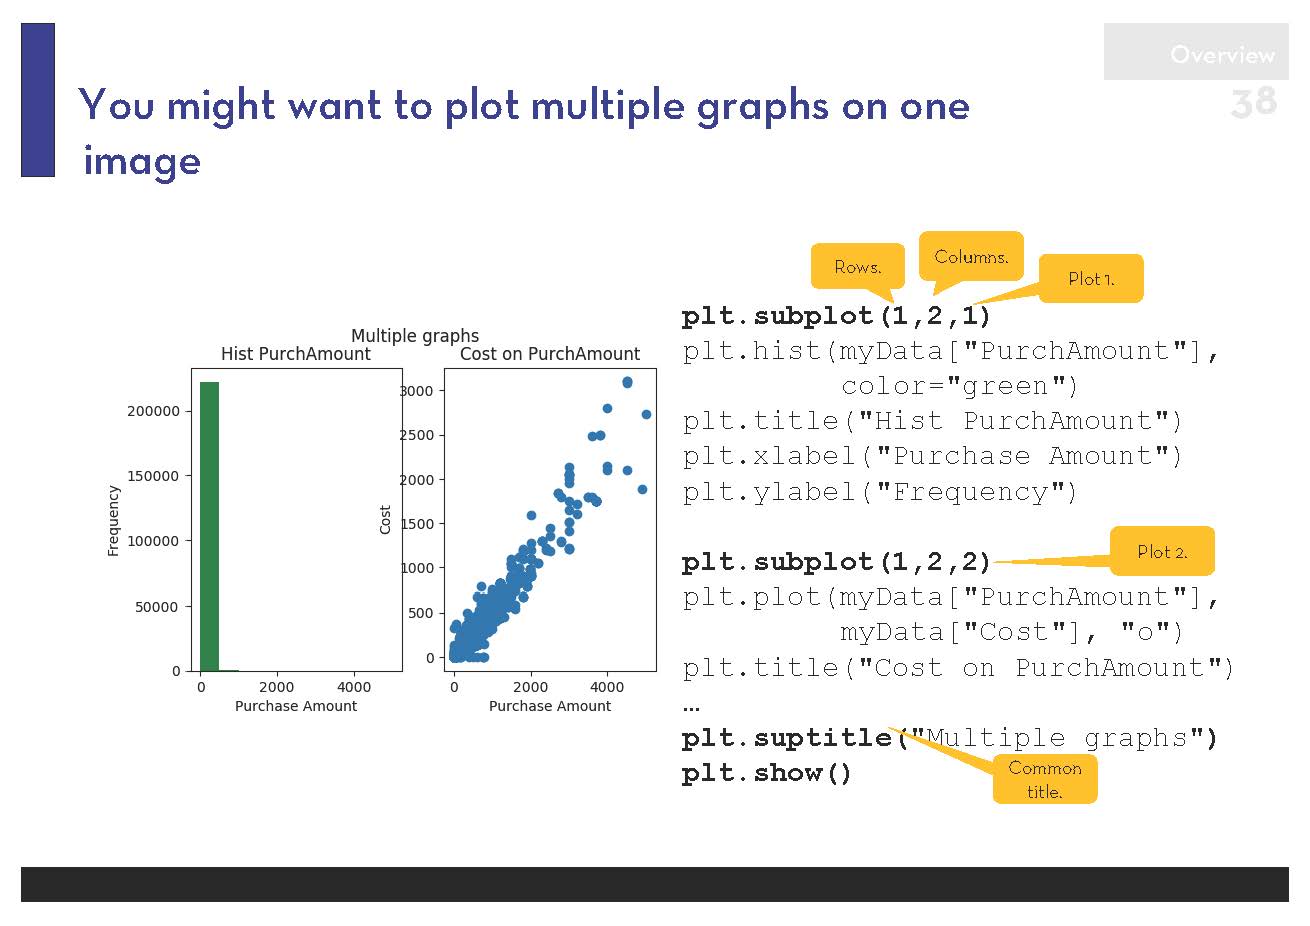 Overview
38
You might want to plot multiple graphs on one
image
Rows.
Columns.
Plot 1.
plt.subplot(1,2,1)
plt.hist(myData["PurchAmount"],
color="green")
plt.title("Hist PurchAmount")
plt.xlabel("Purchase Amount")
plt.ylabel("Frequency")
plt.subplot(1,2,2)
Plot 2.
plt.plot(myData["PurchAmount"],
myData["Cost"], "o")
plt.title("Cost on PurchAmount")
…
plt.suptitle("Multiple graphs")
plt.show()
Common
title.
Multiple graphs
Hist PurchAmount
Frequency
200000
150000
100000
50000
0
0 2000 4000
Purchase Amount
Cost on PurchAmount
Cost
3000
2500
2000
1500
1000
500
0
0 2000 4000
Purchase Amount